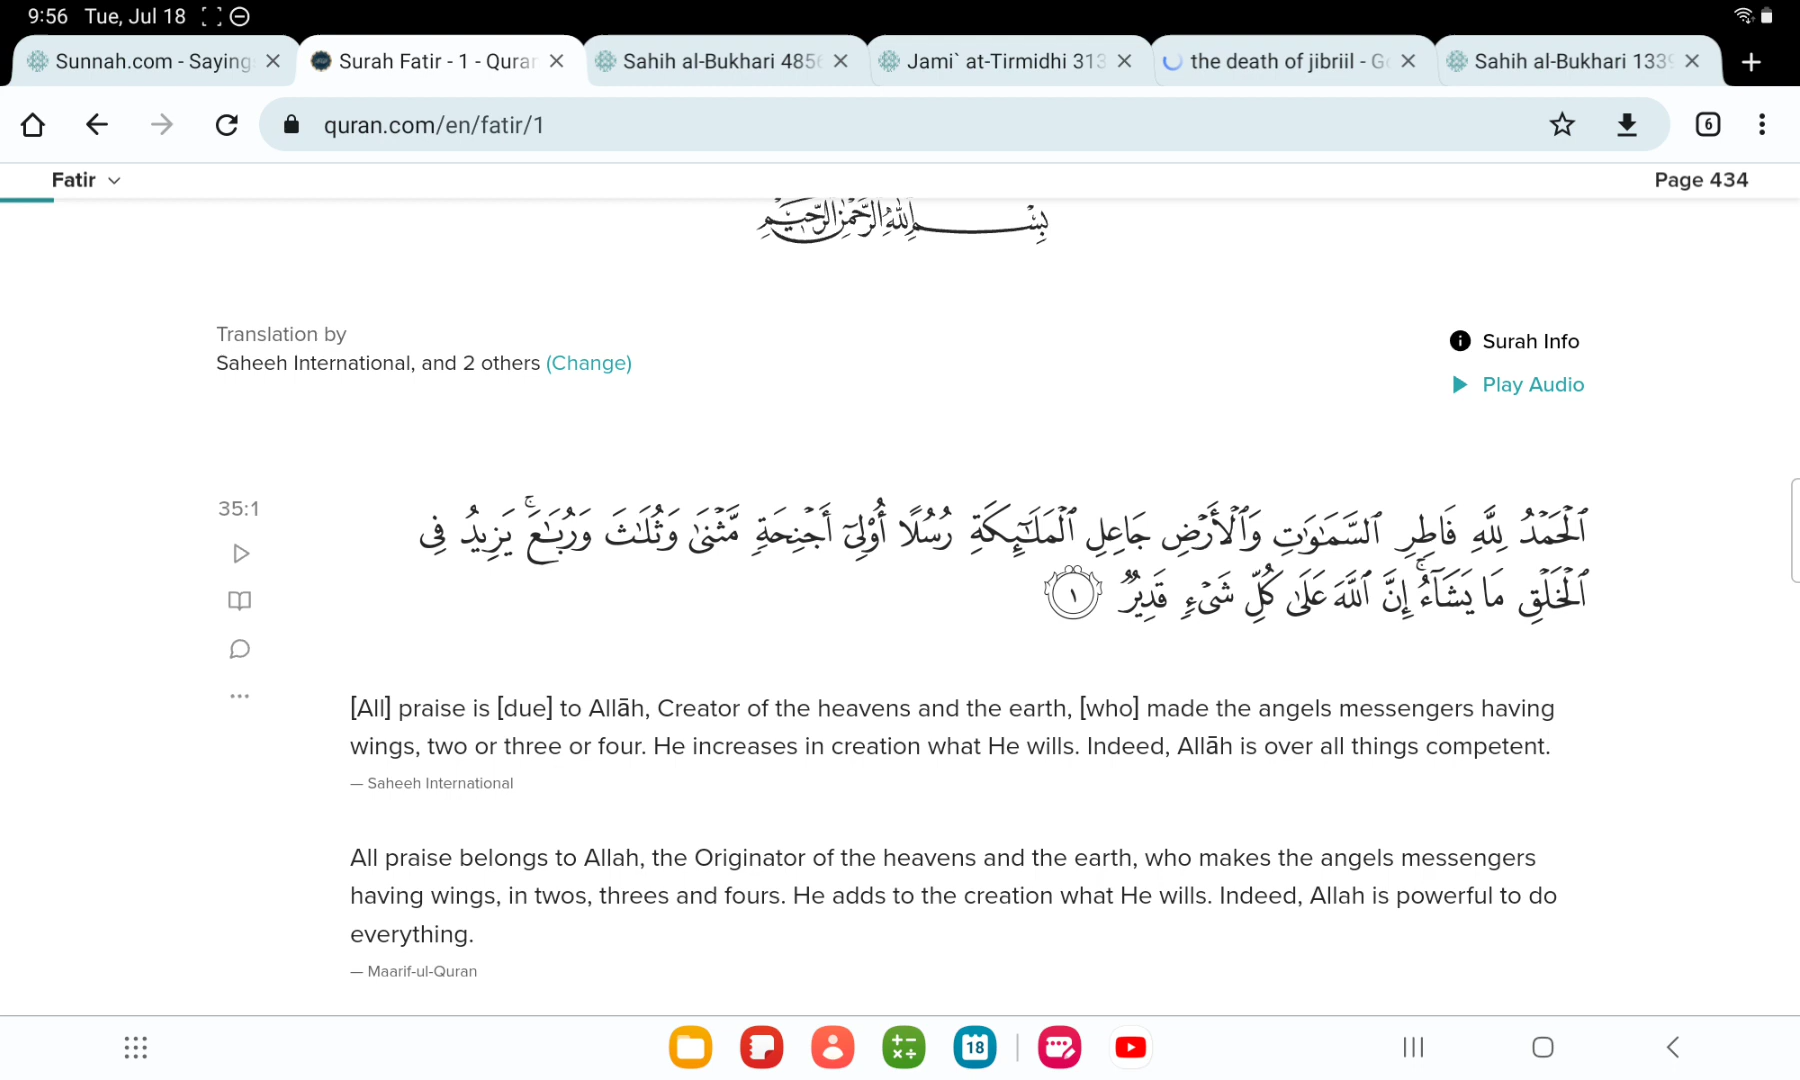 9:56 Tue, Jul 18
Sunnah.com - Saying
Surah Fatir - 1 - Quran
Sahih al-Bukhari 4856
Jami` at-Tirmidhi 313
the death of jibriil - Go
Sahih al-Bukhari 1339
quran.com/en/fatir/1
6
Fatir
Page 434
بِسْمِ اللهِ الرَّحْمٰنِ الرَّحِيْمِ
Translation by
Saheeh International, and 2 others (Change)
Surah Info
Play Audio
35:1
ٱلْحَمْدُ لِلَّهِ فَاطِرِ ٱلسَّمَـٰوَٰتِ وَٱلْأَرْضِ جَاعِلِ ٱلْمَلَـٰٓئِكَةِ رُسُلًا أُو۟لِىٓ أَجْنِحَةٍ مَّثْنَىٰ وَثُلَـٰثَ وَرُبَـٰعَ ۚ يَزِيدُ فِى
ٱلْخَلْقِ مَا يَشَآءُ ۚ إِنَّ ٱللَّهَ عَلَىٰ كُلِّ شَىْءٍ قَدِيرٌ ١
[All] praise is [due] to Allāh, Creator of the heavens and the earth, [who] made the angels messengers having
wings, two or three or four. He increases in creation what He wills. Indeed, Allāh is over all things competent.
— Saheeh International
All praise belongs to Allah, the Originator of the heavens and the earth, who makes the angels messengers
having wings, in twos, threes and fours. He adds to the creation what He wills. Indeed, Allah is powerful to do
everything.
— Maarif-ul-Quran
18